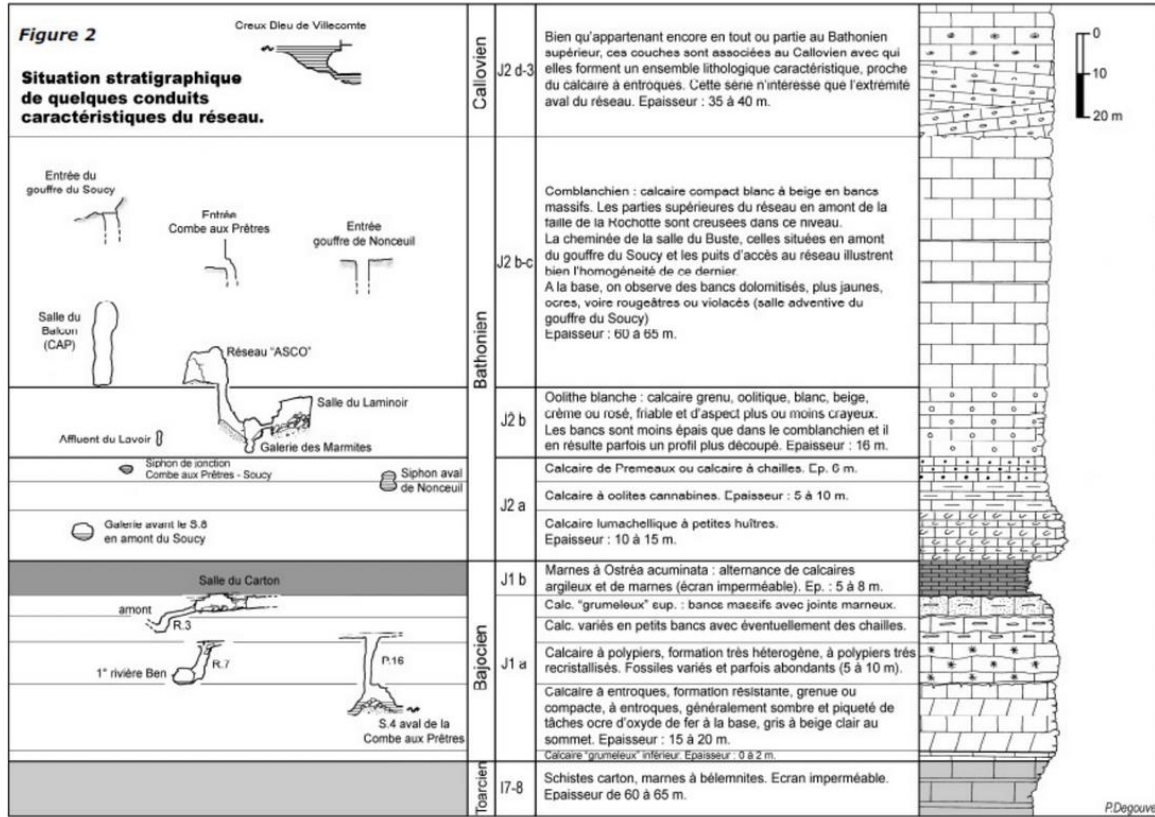 Figure 2
Situation stratigraphique
de quelques conduits
caractéristiques du réseau.
Creux Dieu de Villecomte
Entrée du
gouffre du Soucy
Entrée
Combe aux Prêtres
Entrée
gouffre de Nonceuil
Salle du
Balcon
(CAP)
Réseau "ASCO"
Salle du Laminoir
Affluent du Lavoir
Galerie des Marmites
Siphon de jonction
Combe aux Prêtres - Soucy
Siphon aval
de Nonceuil
Galerie avant le S.8
en amont du Soucy
Salle du Carton
amont
R.3
1° rivière Ben
R.7
P.16
S.4 aval de la
Combe aux Prêtres
Callovien
Bathonien
Bajocien
Toarcien
J2 d-3
Bien qu'appartenant encore en tout ou partie au Bathonien
supérieur, ces couches sont associées au Callovien avec qui
elles forment un ensemble lithologique caractéristique, proche
du calcaire à entroques. Cette série n'intéresse que l'extrémité
aval du réseau. Epaisseur : 35 à 40 m.
J2 b-c
Comblanchien : calcaire compact blanc à beige en bancs
massifs. Les parties supérieures du réseau en amont de la
faille de la Rochotte sont creusées dans ce niveau.
La cheminée de la salle du Buste, celles situées en amont
du gouffre du Soucy et les puits d'accès au réseau illustrent
bien l'homogénéité de ce dernier.
A la base, on observe des bancs dolomitisés, plus jaunes,
ocres, voire rougeâtres ou violacés (salle adventive du
gouffre du Soucy)
Epaisseur : 60 à 65 m.
J2 b
Oolithe blanche : calcaire grenu, oolitique, blanc, beige,
crème ou rosé, friable et d'aspect plus ou moins crayeux.
Les bancs sont moins épais que dans le comblanchien et il
en résulte parfois un profil plus découpé. Epaisseur : 16 m.
J2 a
Calcaire de Premeaux ou calcaire à chailles. Ep. 6 m.
Calcaire à oolites cannabines. Epaisseur : 5 à 10 m.
Calcaire lumachellique à petites huîtres.
Epaisseur : 10 à 15 m.
J1 b
Marnes à Ostréa acuminata : alternance de calcaires
argileux et de marnes (écran imperméable). Ep. : 5 à 8 m.
J1 a
Calc. "grumeleux" sup. : bancs massifs avec joints marneux.
Calc. variés en petits bancs avec éventuellement des chailles.
Calcaire à polypiers, formation très hétérogène, à polypiers trés
recristallisés. Fossiles variés et parfois abondants (5 à 10 m).
Calcaire à entroques, formation résistante, grenue ou
compacte, à entroques, généralement sombre et piqueté de
tâches ocre d'oxyde de fer à la base, gris à beige clair au
sommet. Epaisseur : 15 à 20 m.
Calcaire "grumeleux" inférieur. Epaisseur : 0 à 2 m.
I7-8
Schistes carton, marnes à bélemnites. Ecran imperméable.
Epaisseur de 60 à 65 m.
0
10
20 m
P.Degouve